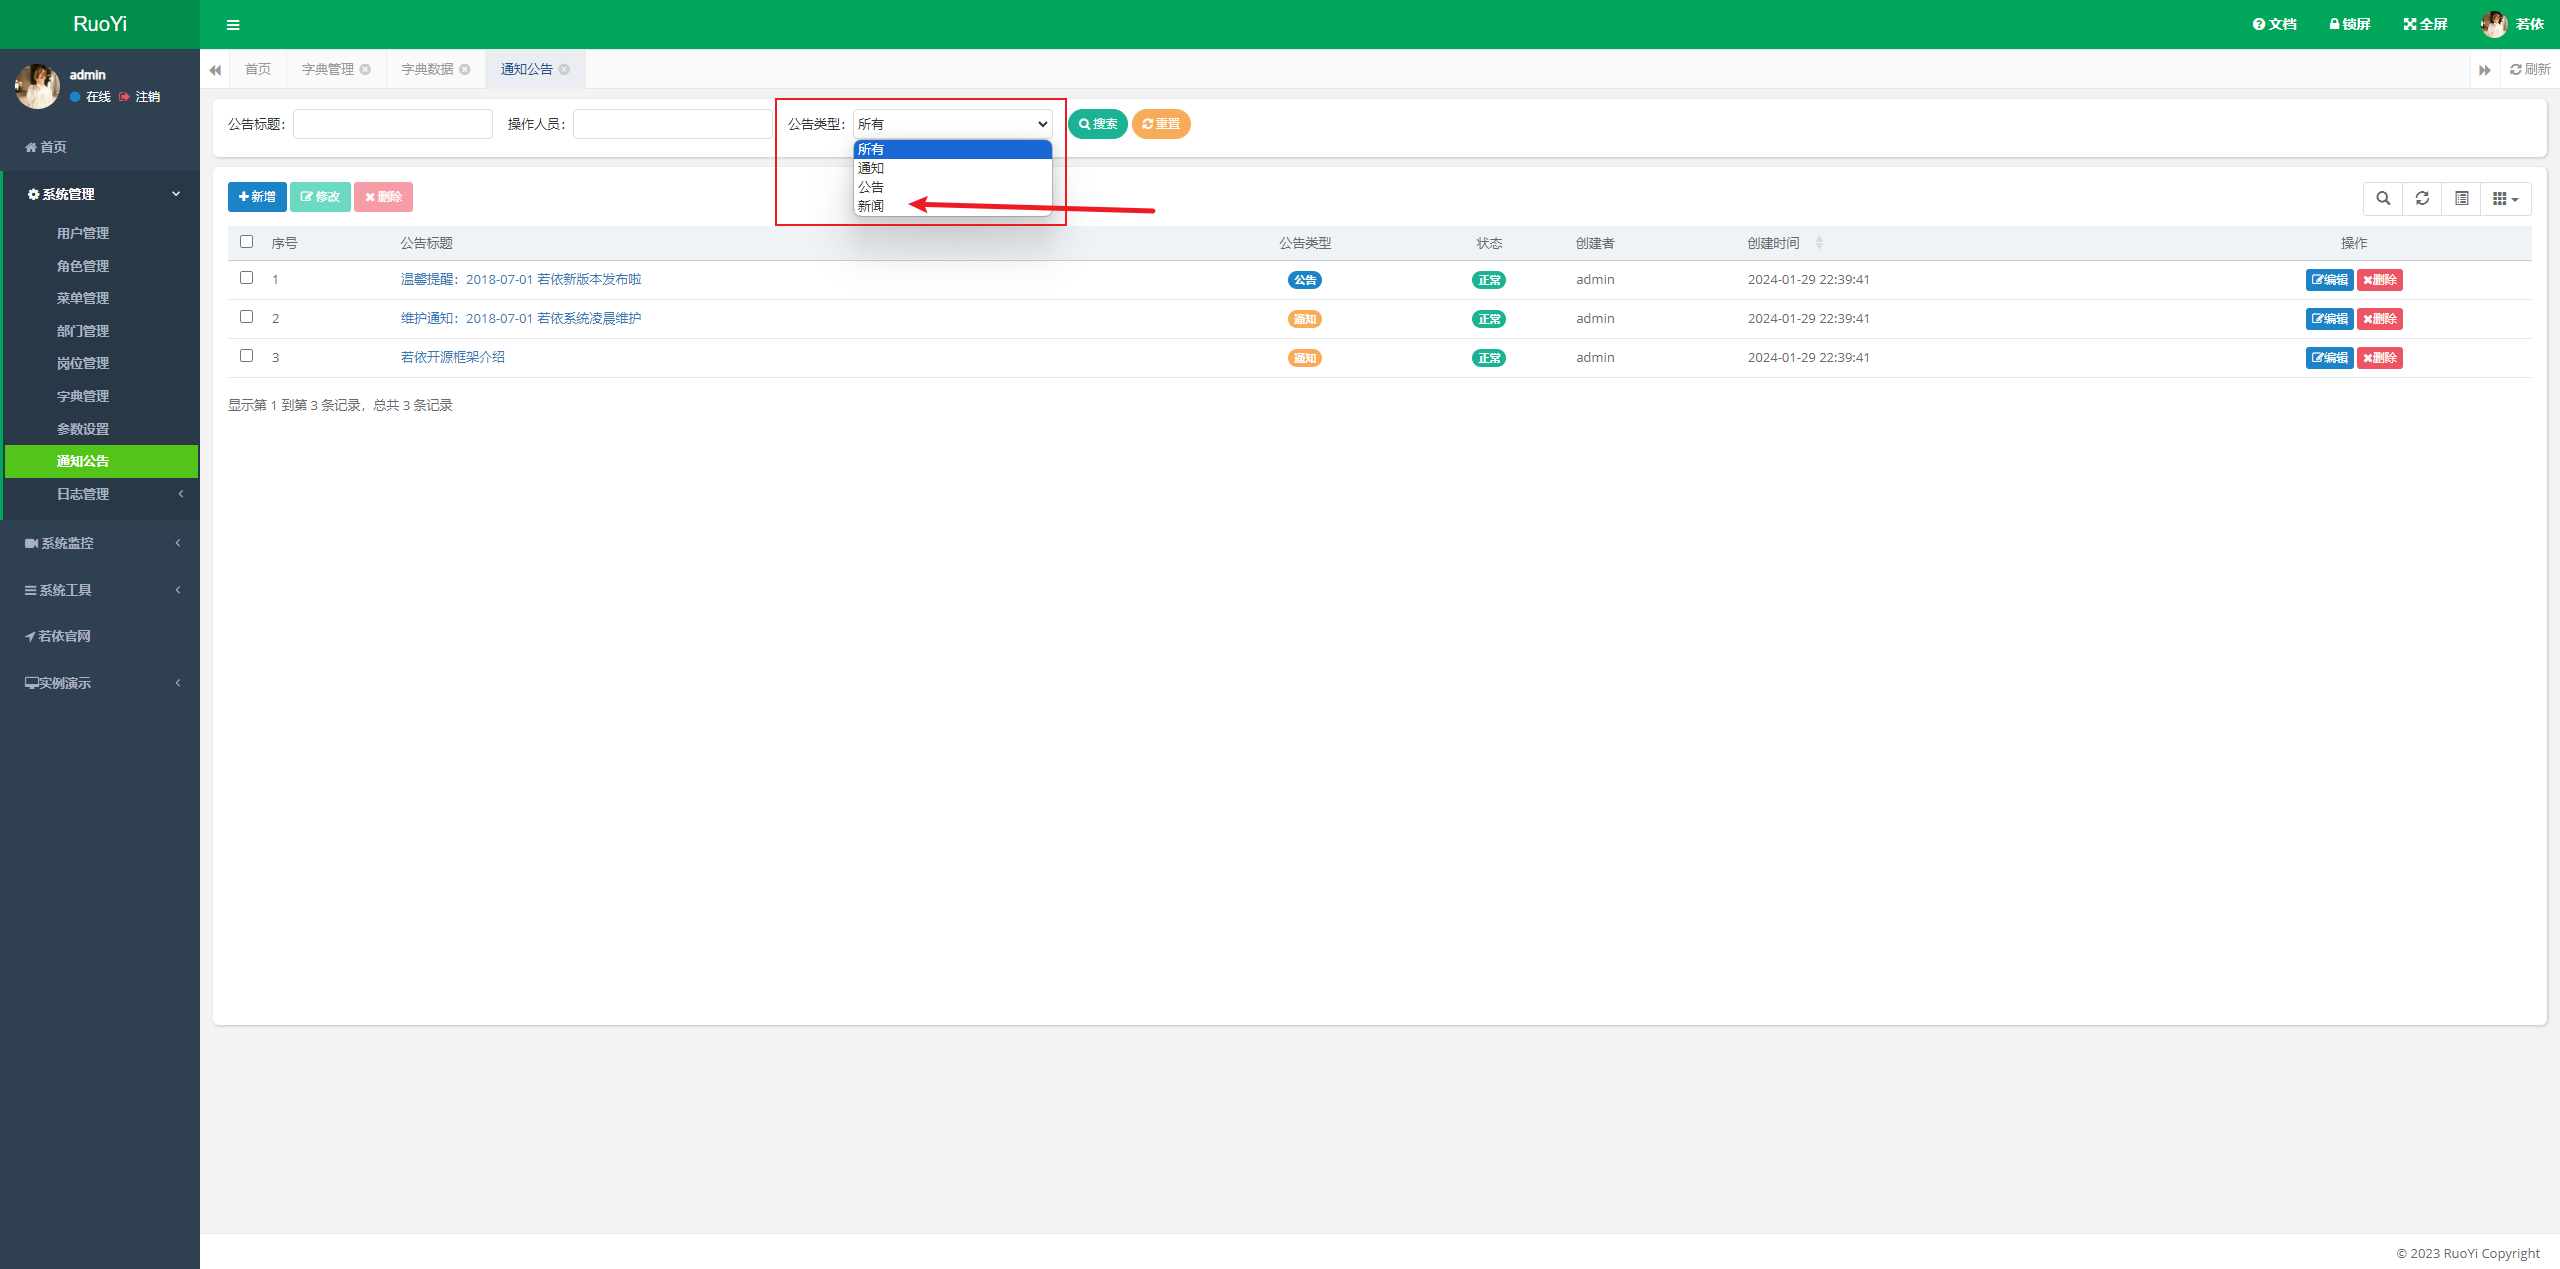 RuoYi
文档 锁屏 全屏 若依
admin
在线 注销
首页 字典管理 字典数据 通知公告 刷新
首页
系统管理
用户管理
角色管理
菜单管理
部门管理
岗位管理
字典管理
参数设置
通知公告
日志管理
系统监控
系统工具
若依官网
实例演示
公告标题： 操作人员： 公告类型： 所有 搜索 重置
所有
通知
公告
新闻
新增 修改 删除
序号 公告标题 公告类型 状态 创建者 创建时间 操作
1 温馨提醒：2018-07-01 若依新版本发布啦 公告 正常 admin 2024-01-29 22:39:41 编辑 删除
2 维护通知：2018-07-01 若依系统凌晨维护 通知 正常 admin 2024-01-29 22:39:41 编辑 删除
3 若依开源框架介绍 通知 正常 admin 2024-01-29 22:39:41 编辑 删除
显示第 1 到第 3 条记录，总共 3 条记录
© 2023 RuoYi Copyright